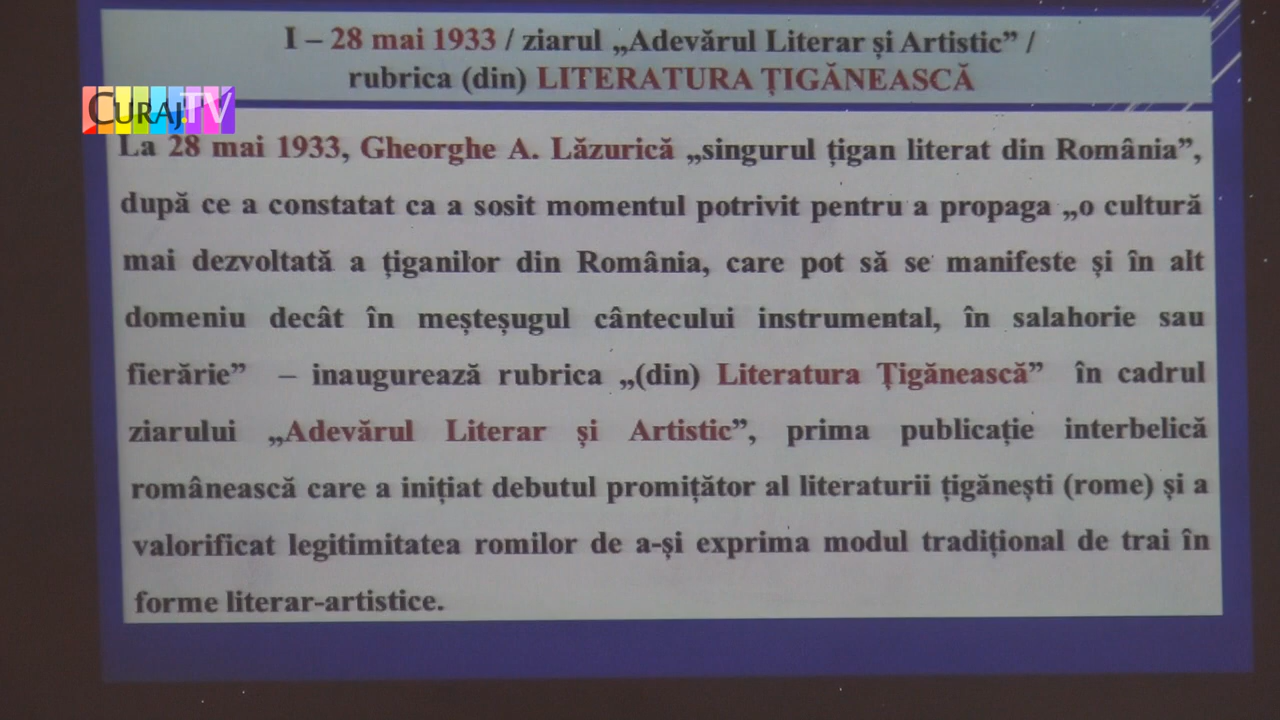 I – 28 mai 1933 / ziarul „Adevărul Literar și Artistic” /
rubrica (din) LITERATURA ȚIGĂNEASCĂ
CURAJ.TV
La 28 mai 1933, Gheorghe A. Lăzurică „singurul țigan literat din România”,
după ce a constatat ca a sosit momentul potrivit pentru a propaga „o cultură
mai dezvoltată a țiganilor din România, care pot să se manifeste și în alt
domeniu decât în meșteșugul cântecului instrumental, în salahorie sau
fierărie” – inaugurează rubrica „(din) Literatura Țigănească” în cadrul
ziarului „Adevărul Literar și Artistic”, prima publicație interbelică
românească care a inițiat debutul promițător al literaturii țigănești (rome) și a
valorificat legitimitatea romilor de a-și exprima modul tradițional de trai în
forme literar-artistice.